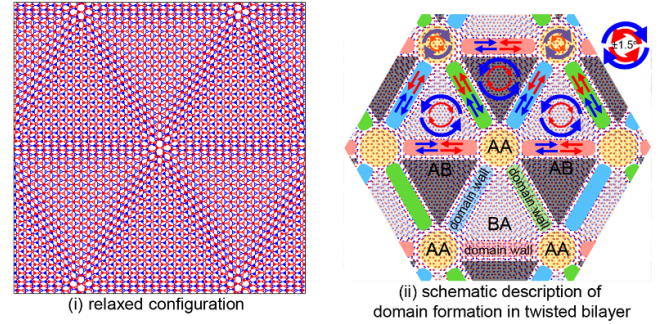 ±1.5°
AA
AB
AB
domain wall
domain wall
BA
AA
domain wall
AA
(i) relaxed configuration
(ii) schematic description of
domain formation in twisted bilayer